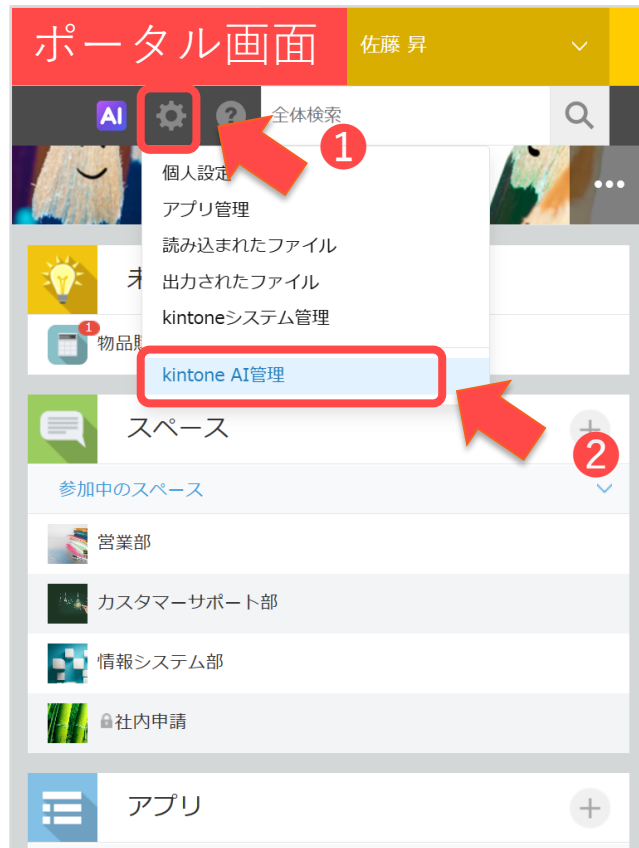 ポータル画面
佐藤 昇
AI
?
全体検索
1
個人設定
アプリ管理
読み込まれたファイル
出力されたファイル
kintoneシステム管理
kintone AI管理
2
未
1
物品購
スペース
参加中のスペース
営業部
カスタマーサポート部
情報システム部
社内申請
アプリ